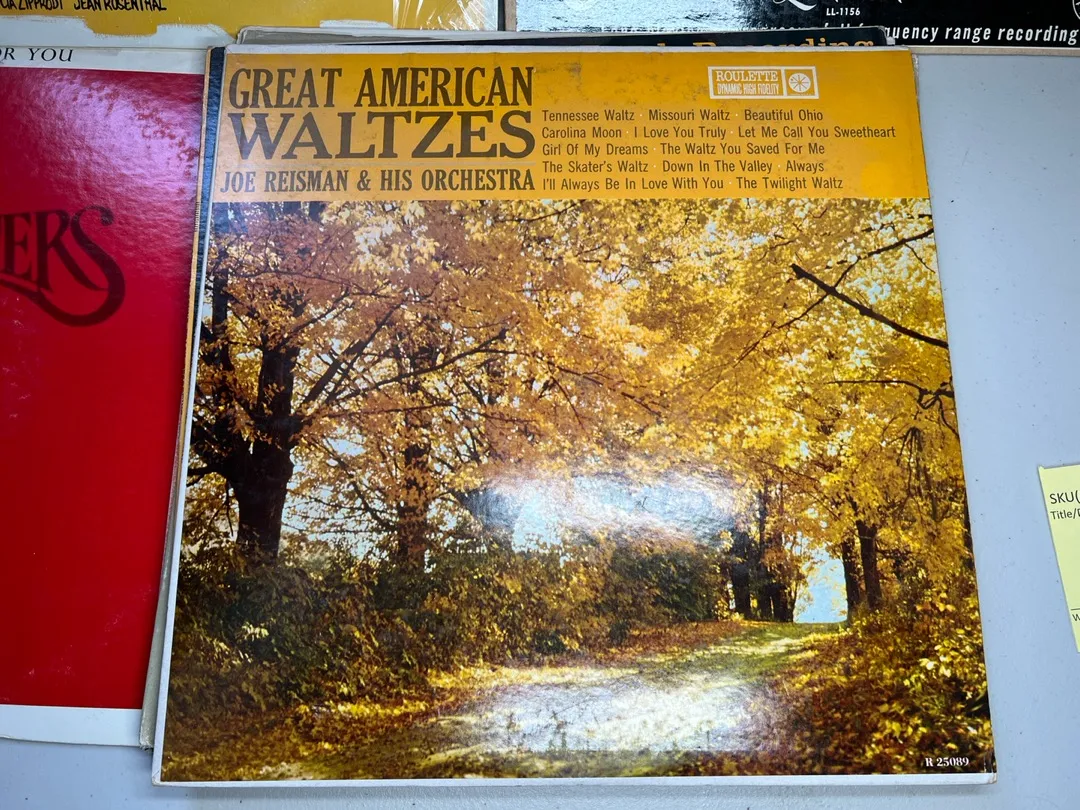 JEAN ROSENTHAL
LL-1156
frequency range recording
OR YOU
Recording
GREAT AMERICAN
WALTZES
JOE REISMAN & HIS ORCHESTRA
ROULETTE
DYNAMIC HIGH FIDELITY
Tennessee Waltz · Missouri Waltz · Beautiful Ohio
Carolina Moon · I Love You Truly · Let Me Call You Sweetheart
Girl Of My Dreams · The Waltz You Saved For Me
The Skater's Waltz · Down In The Valley · Always
I'll Always Be In Love With You · The Twilight Waltz
ERS
SKU(
Title/
R 25089